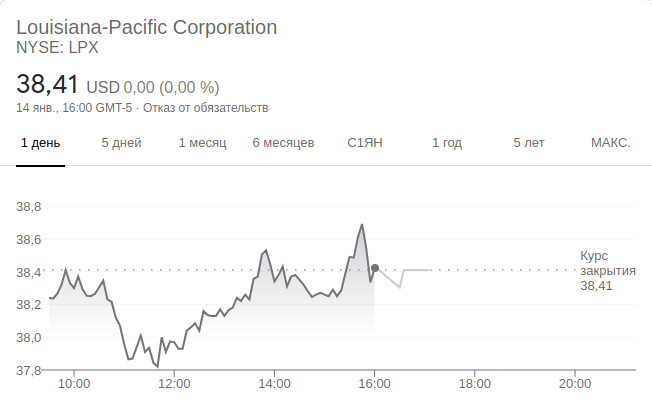 Louisiana-Pacific Corporation
NYSE: LPX
38,41 USD 0,00 (0,00 %)
14 янв., 16:00 GMT-5 · Отказ от обязательств
1 день 5 дней 1 месяц 6 месяцев С1ЯН 1 год 5 лет МАКС.
38,8
38,6
38,4
38,2
38,0
37,8
Курс
закрытия
38,41
10:00 12:00 14:00 16:00 18:00 20:00